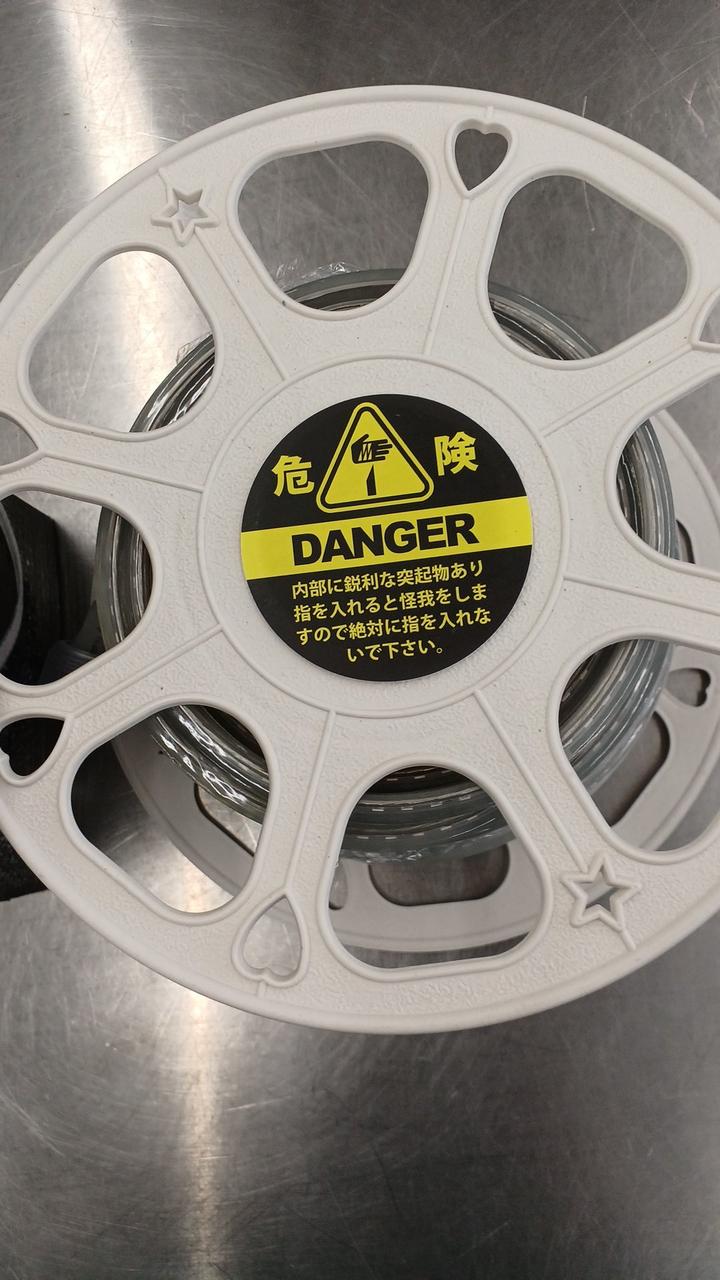 危 険
DANGER
内部に鋭利な突起物あり
指を入れると怪我をしま
すので絶対に指を入れな
いで下さい。